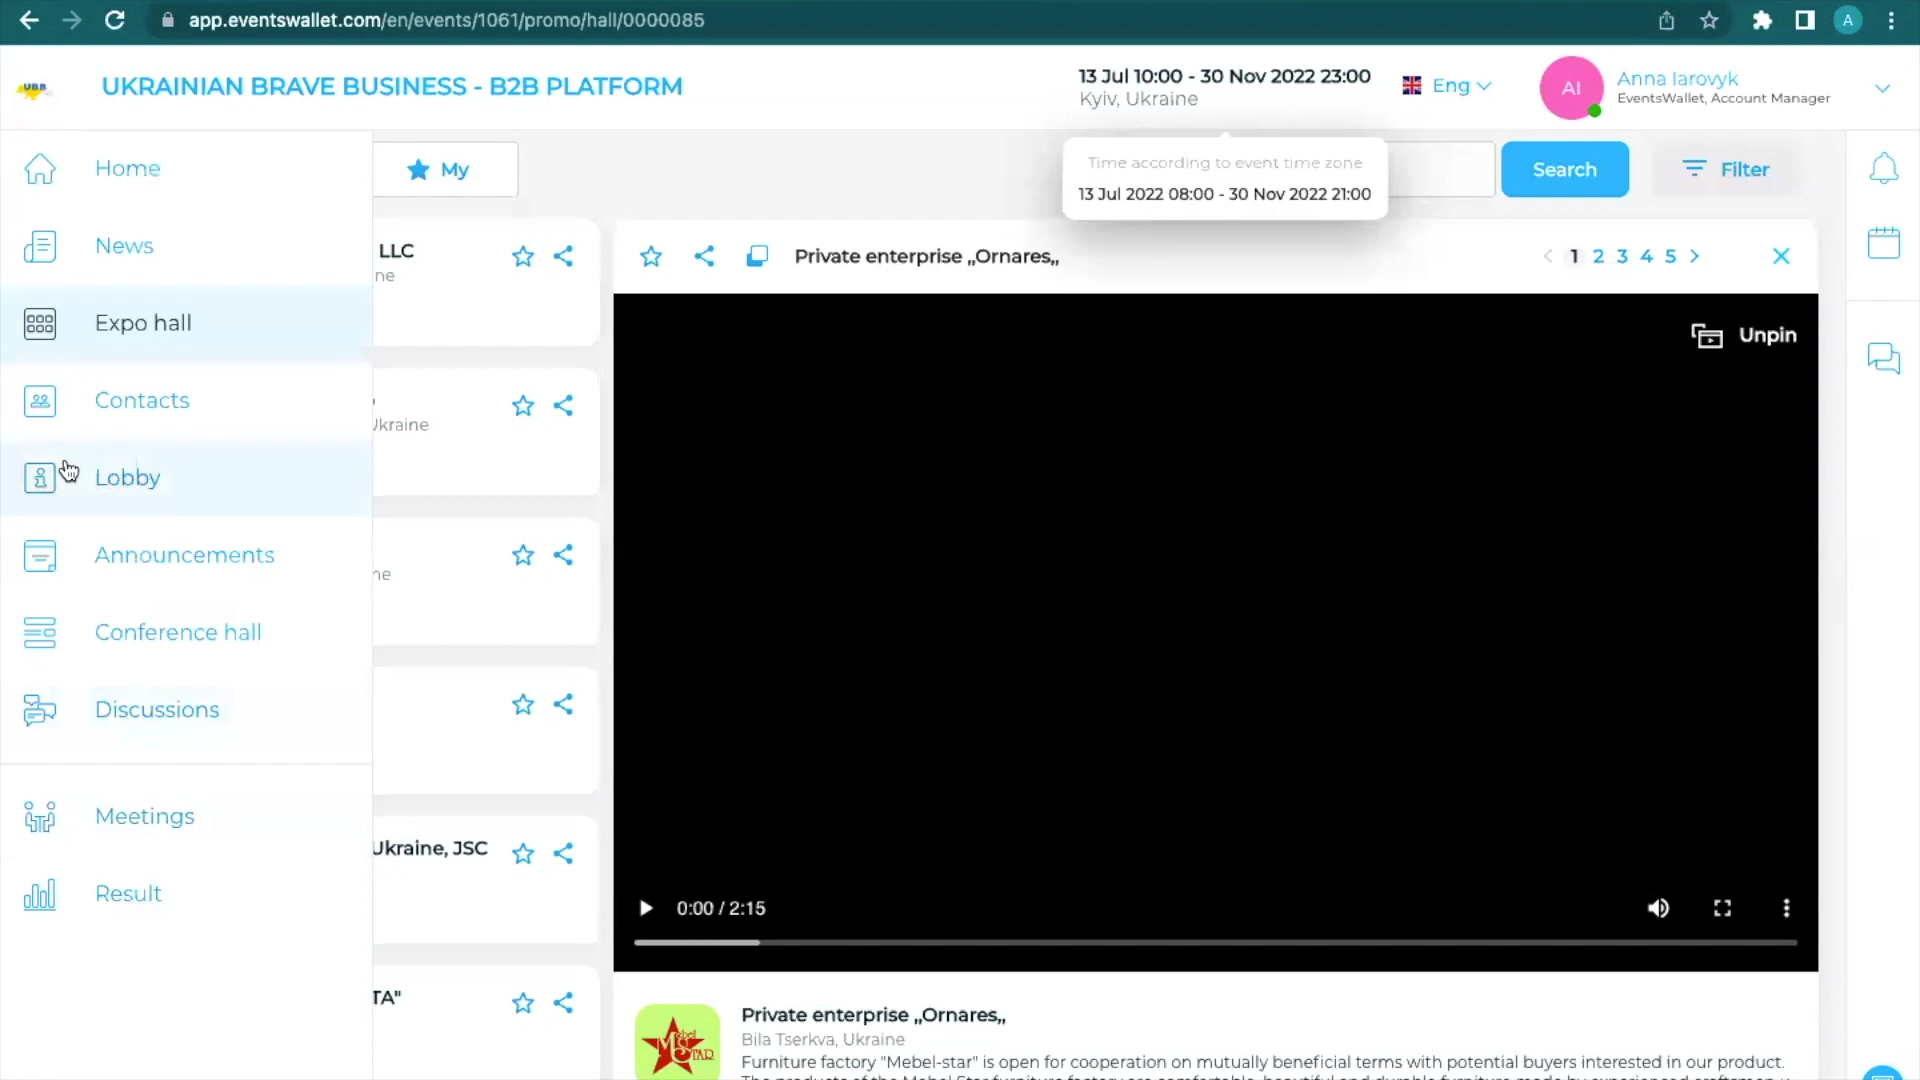 app.eventswallet.com/en/events/1061/promo/hall/0000085
A
UBB
UKRAINIAN BRAVE BUSINESS - B2B PLATFORM
13 Jul 10:00 - 30 Nov 2022 23:00
Kyiv, Ukraine
Eng
AI
Anna Iarovyk
EventsWallet, Account Manager
Time according to event time zone
13 Jul 2022 08:00 - 30 Nov 2022 21:00
Home
News
Expo hall
Contacts
Lobby
Announcements
Conference hall
Discussions
Meetings
Result
My
Search
Filter
LLC
ne
Ukraine
ne
Ukraine, JSC
TA"
Private enterprise „Ornares„
1 2 3 4 5
Unpin
0:00 / 2:15
Mebel
STAR
Private enterprise „Ornares„
Bila Tserkva, Ukraine
Furniture factory "Mebel-star" is open for cooperation on mutually beneficial terms with potential buyers interested in our product.